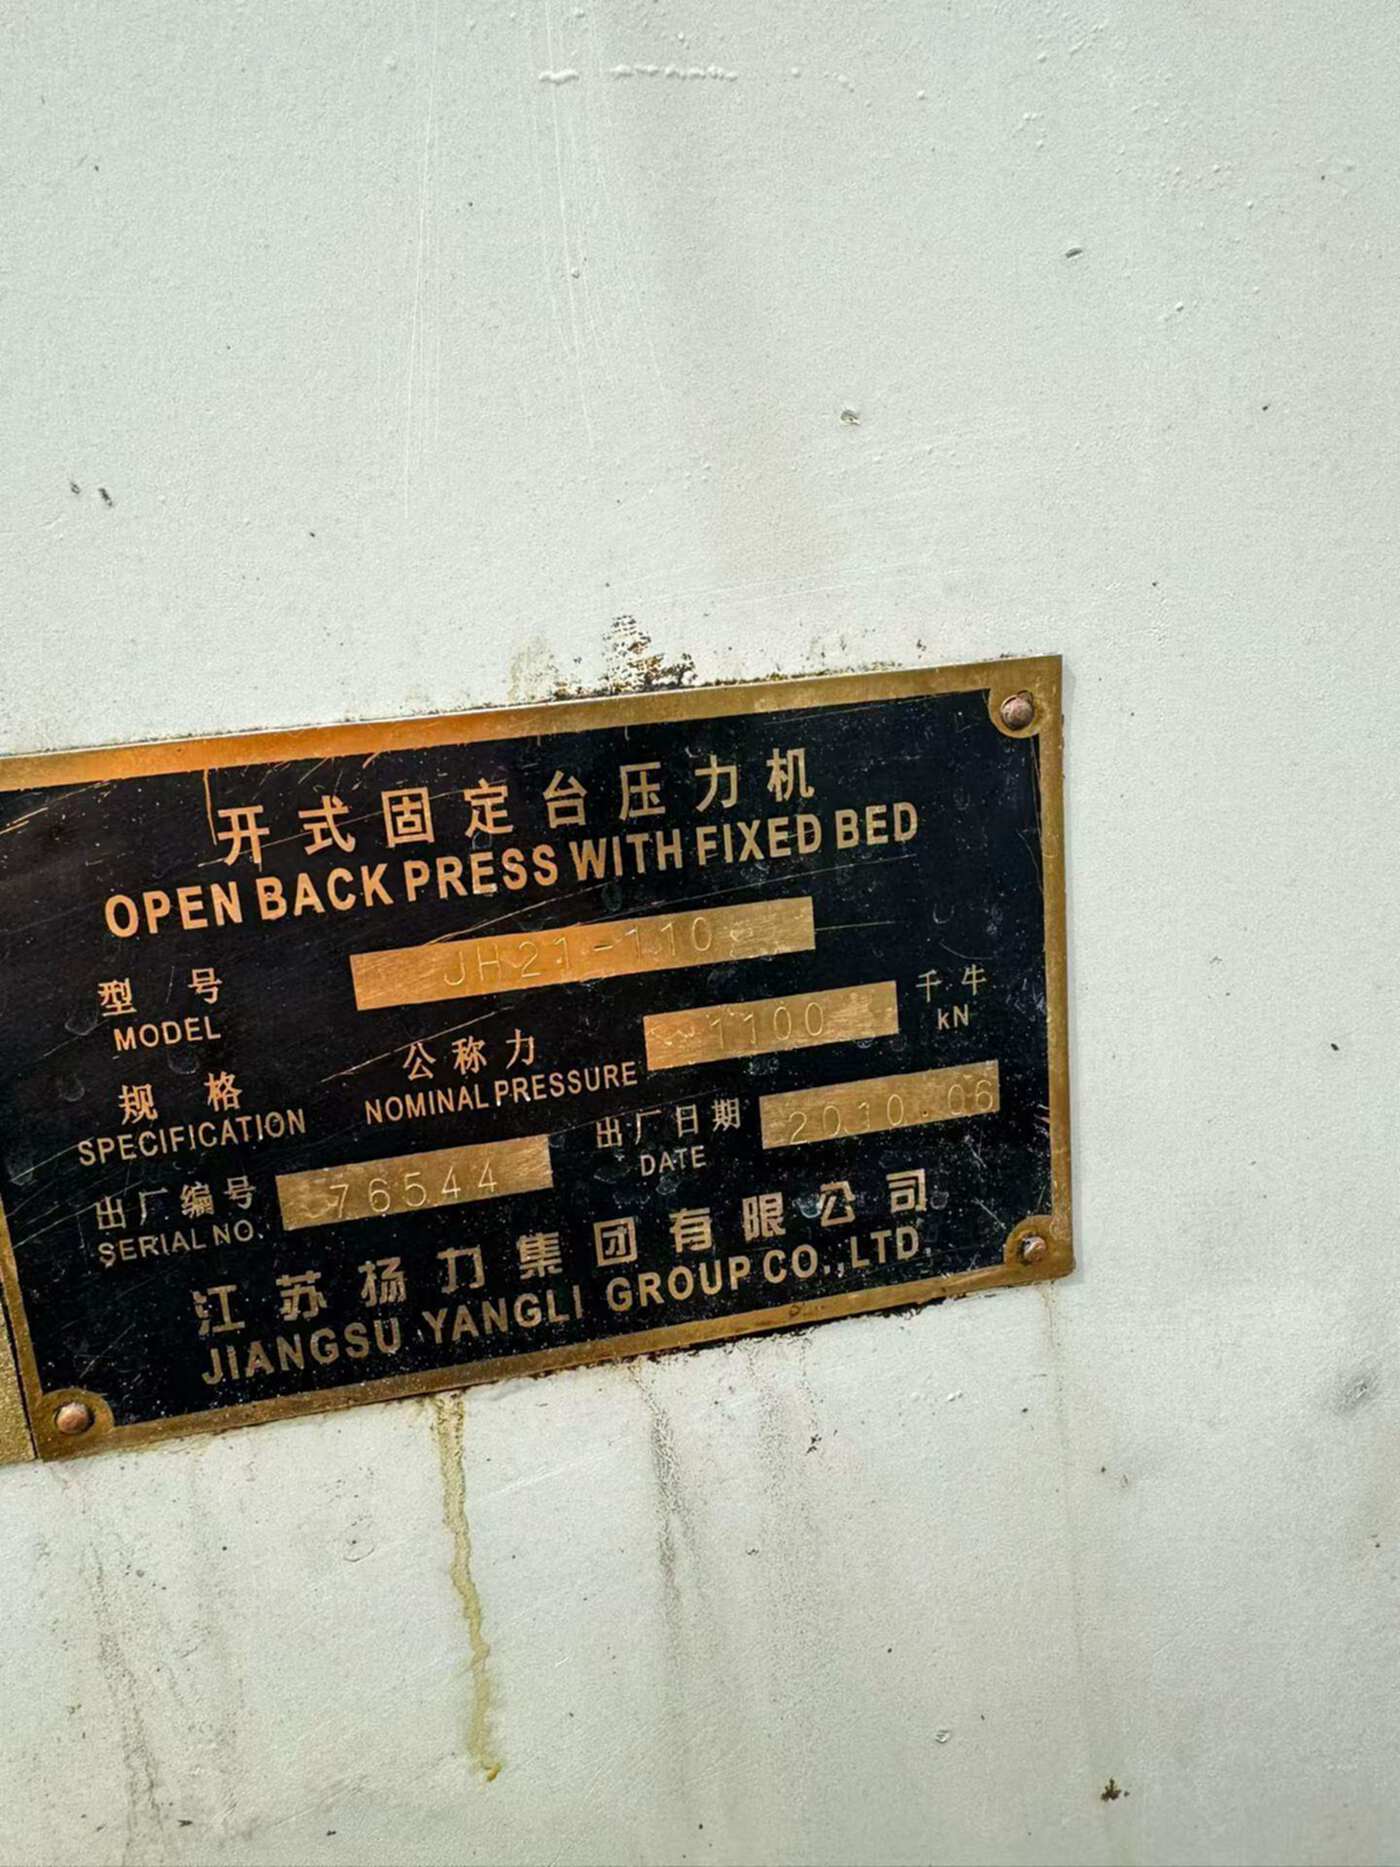 开式固定台压力机
OPEN BACK PRESS WITH FIXED BED
型号 JH21-110
MODEL
规格 公称力 1100 千牛
SPECIFICATION NOMINAL PRESSURE kN
出厂编号 76544 出厂日期 2010.06
SERIAL NO. DATE
江苏扬力集团有限公司
JIANGSU YANGLI GROUP CO.,LTD.